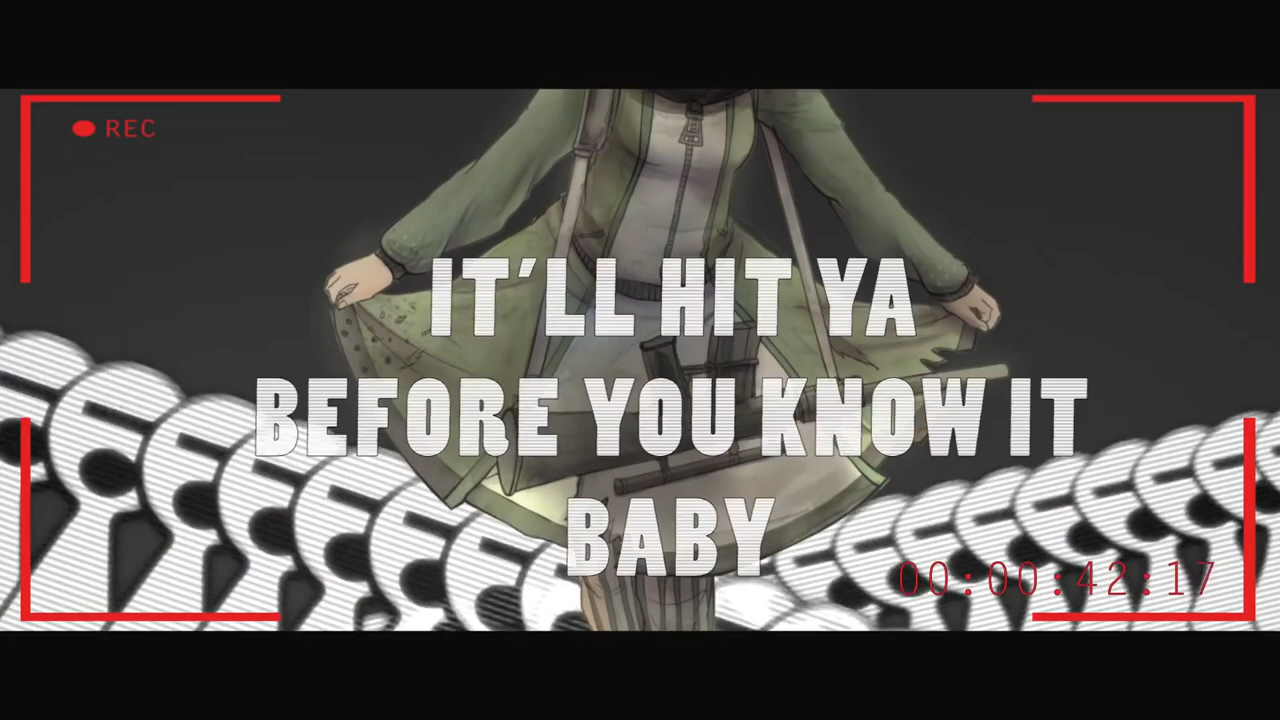 REC
IT'LL HIT YA
BEFORE YOU KNOW IT
BABY
00:00:42:17